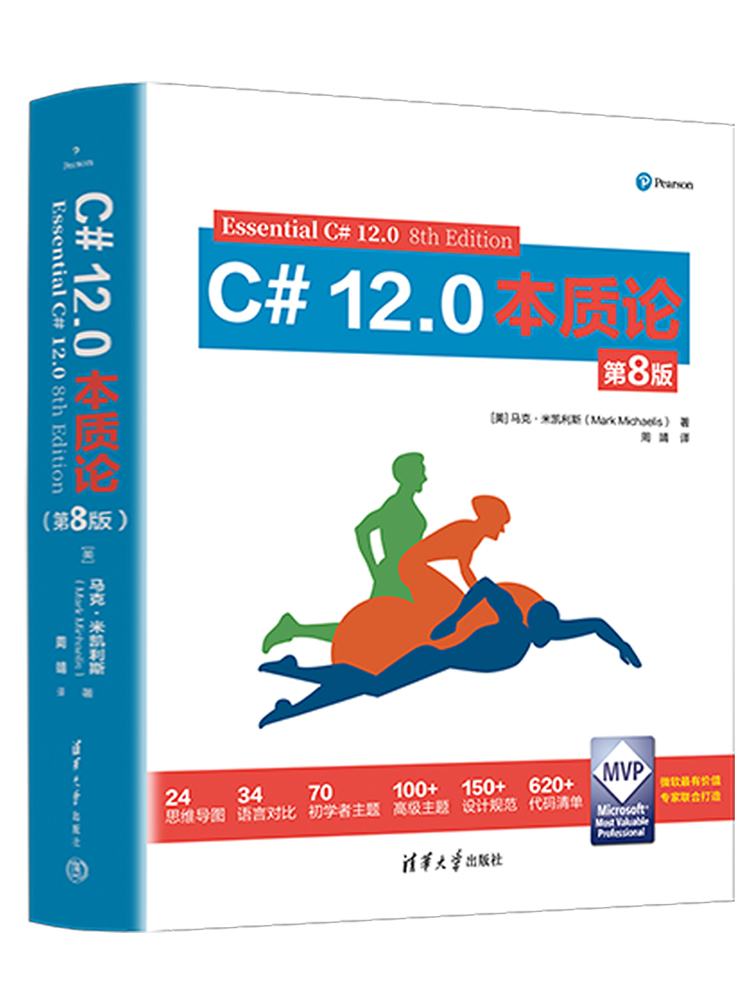 Pearson
C# 12.0 本质论
Essential C# 12.0 8th Edition
(第8版)
[美]
马克·米凯利斯
(Mark Michaelis)
著
周 靖 译
清华大学出版社
Pearson
Essential C# 12.0 8th Edition
C# 12.0 本质论
第8版
[美] 马克·米凯利斯（Mark Michaelis） 著
周 靖 译
24 思维导图
34 语言对比
70 初学者主题
100+ 高级主题
150+ 设计规范
620+ 代码清单
MVP
Microsoft®
Most Valuable
Professional
微软最有价值
专家联合打造
清华大学出版社